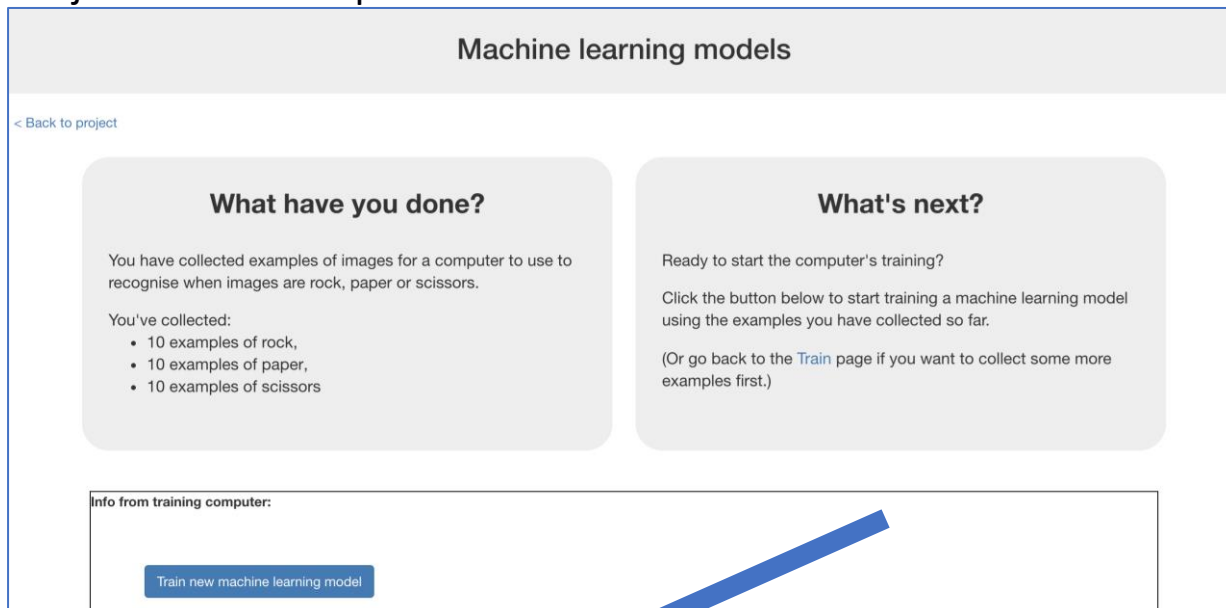 Machine learning models
< Back to project
What have you done?
You have collected examples of images for a computer to use to
recognise when images are rock, paper or scissors.
You've collected:
• 10 examples of rock,
• 10 examples of paper,
• 10 examples of scissors
What's next?
Ready to start the computer's training?
Click the button below to start training a machine learning model
using the examples you have collected so far.
(Or go back to the Train page if you want to collect some more
examples first.)
Info from training computer:
Train new machine learning model